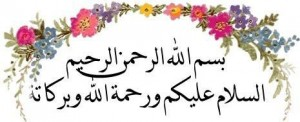 بسم الله الرحمن الرحيم
السلام عليكم ورحمة الله وبركاته